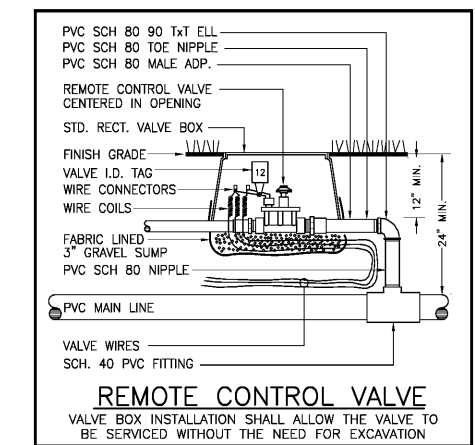 PVC SCH 80 90 TxT ELL
PVC SCH 80 TOE NIPPLE
PVC SCH 80 MALE ADP.
REMOTE CONTROL VALVE
CENTERED IN OPENING
STD. RECT. VALVE BOX
FINISH GRADE
VALVE I.D. TAG
12
WIRE CONNECTORS
WIRE COILS
12" MIN.
24" MIN.
FABRIC LINED
3" GRAVEL SUMP
PVC SCH 80 NIPPLE
PVC MAIN LINE
VALVE WIRES
SCH. 40 PVC FITTING
REMOTE CONTROL VALVE
VALVE BOX INSTALLATION SHALL ALLOW THE VALVE TO
BE SERVICED WITHOUT THE NEED FOR EXCAVATION